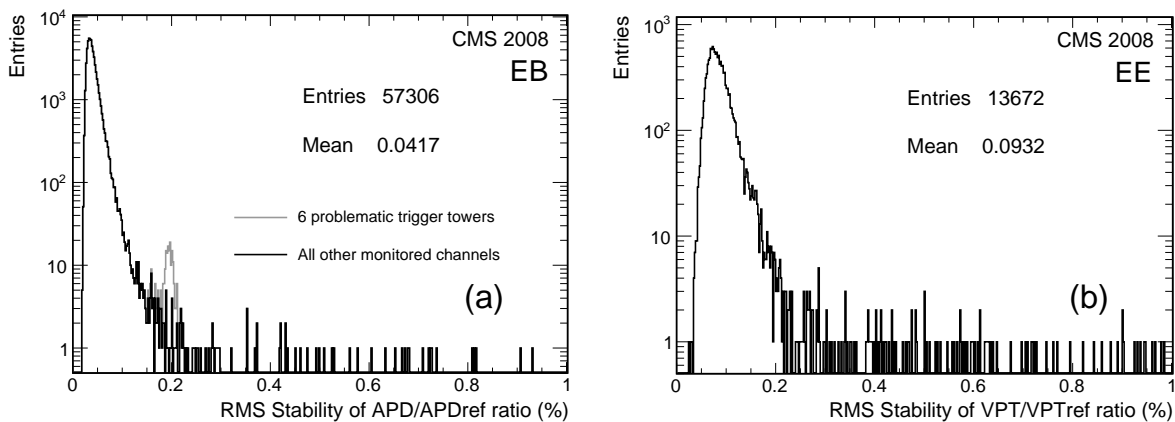 Entries
10^4
10^3
10^2
10
1
0
0.2
0.4
0.6
0.8
1
CMS 2008
EB
Entries 57306
Mean 0.0417
6 problematic trigger towers
All other monitored channels
(a)
RMS Stability of APD/APDref ratio (%)
Entries
10^3
10^2
10
1
0
0.2
0.4
0.6
0.8
1
CMS 2008
EE
Entries 13672
Mean 0.0932
(b)
RMS Stability of VPT/VPTref ratio (%)